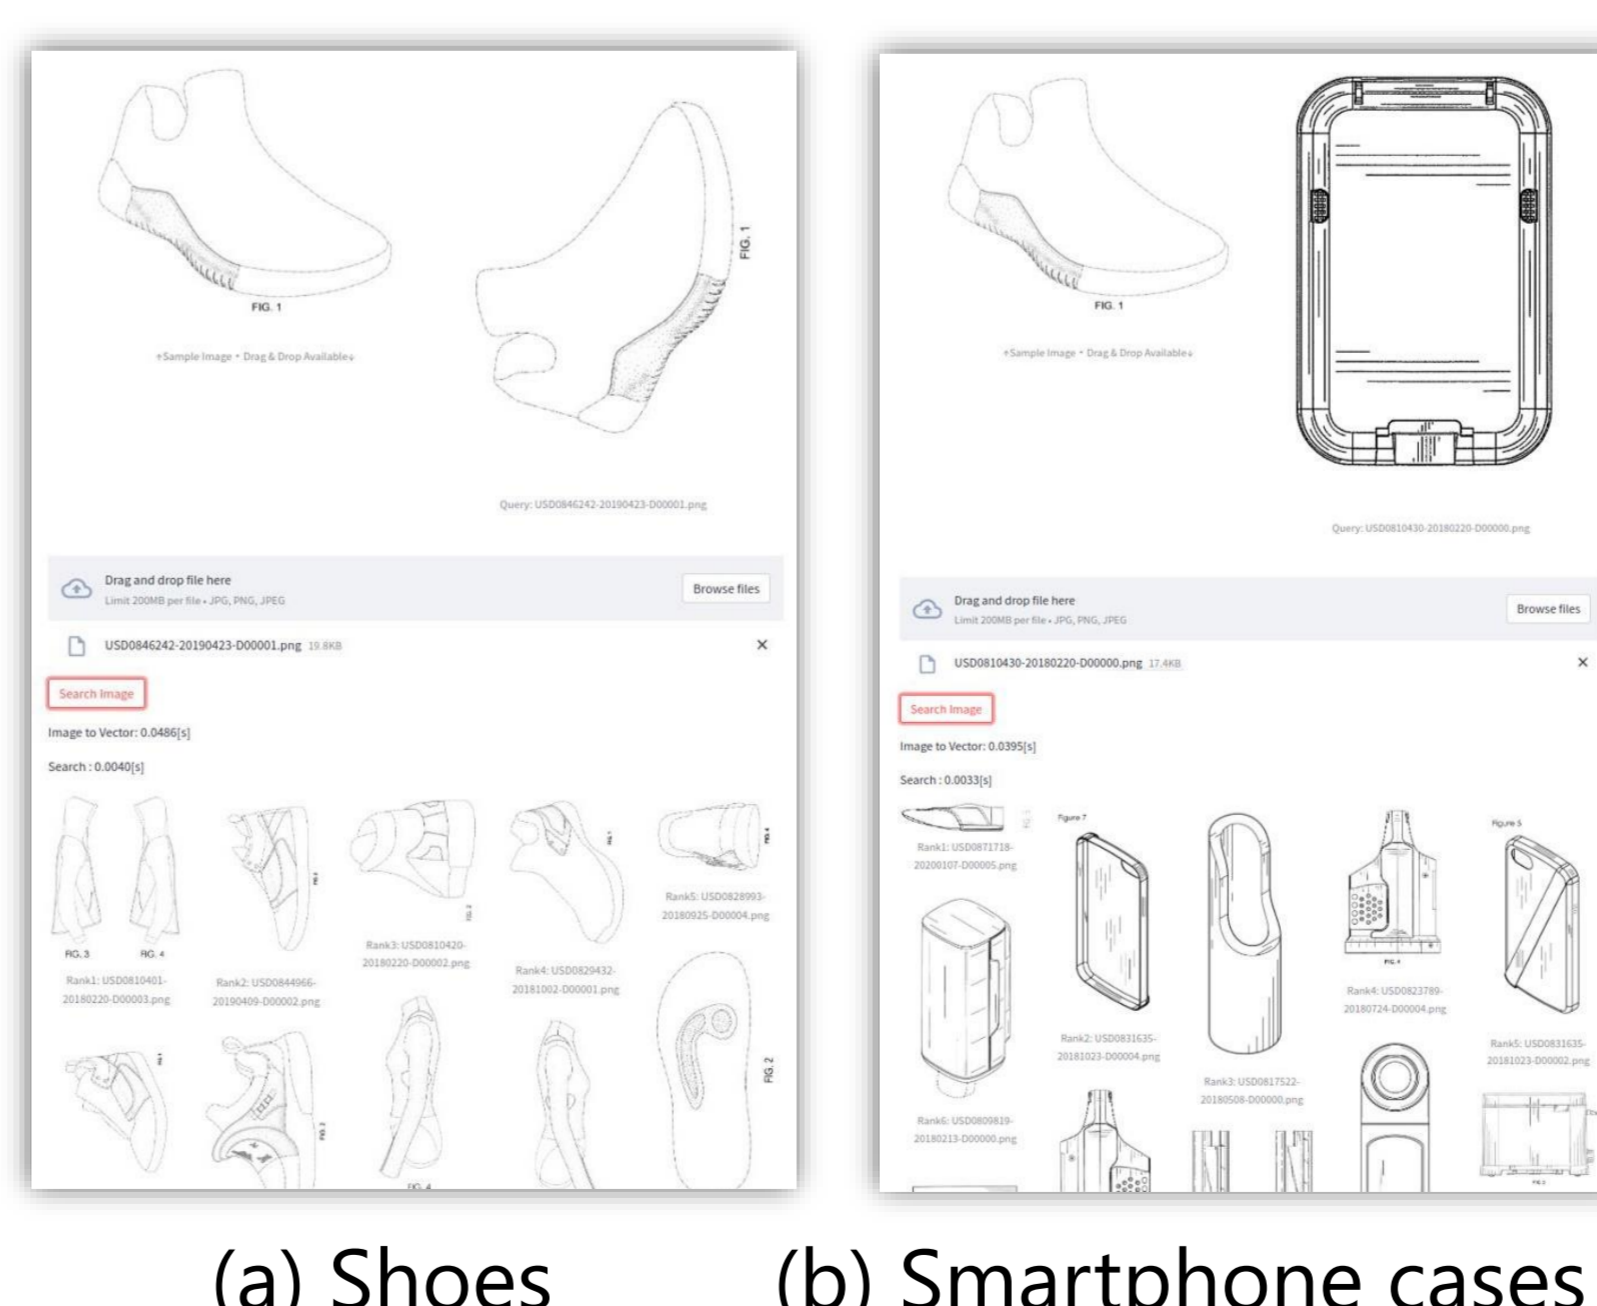 FIG. 1
FIG. 1
↑Sample Image・Drag & Drop Available↓
Query: USD0846242-20190423-D00001.png
Drag and drop file here
Limit 200MB per file • JPG, PNG, JPEG
Browse files
USD0846242-20190423-D00001.png 19.8KB
×
Search Image
Image to Vector: 0.0486[s]
Search : 0.0040[s]
FIG. 3
FIG. 4
Rank1: USD0810401-
20180220-D00003.png
Rank2: USD0844966-
20190409-D00002.png
FIG. 2
Rank3: USD0810420-
20180220-D00002.png
Rank4: USD0829432-
20181002-D00001.png
Rank5: USD0828993-
20180925-D00004.png
FIG. 2
FIG. 2
FIG. 4
(a) Shoes
FIG. 1
↑Sample Image・Drag & Drop Available↓
Query: USD0810430-20180220-D00000.png
Drag and drop file here
Limit 200MB per file • JPG, PNG, JPEG
Browse files
USD0810430-20180220-D00000.png 17.4KB
×
Search Image
Image to Vector: 0.0395[s]
Search : 0.0033[s]
Rank1: USD0871718-
20200107-D00005.png
Figure 7
Rank2: USD0831635-
20181023-D00004.png
Rank3: USD0817522-
20180508-D00000.png
FIG. 4
Rank4: USD0823789-
20180724-D00004.png
Figure 5
Rank5: USD0831635-
20181023-D00002.png
Rank6: USD0809819-
20180213-D00000.png
(b) Smartphone cases